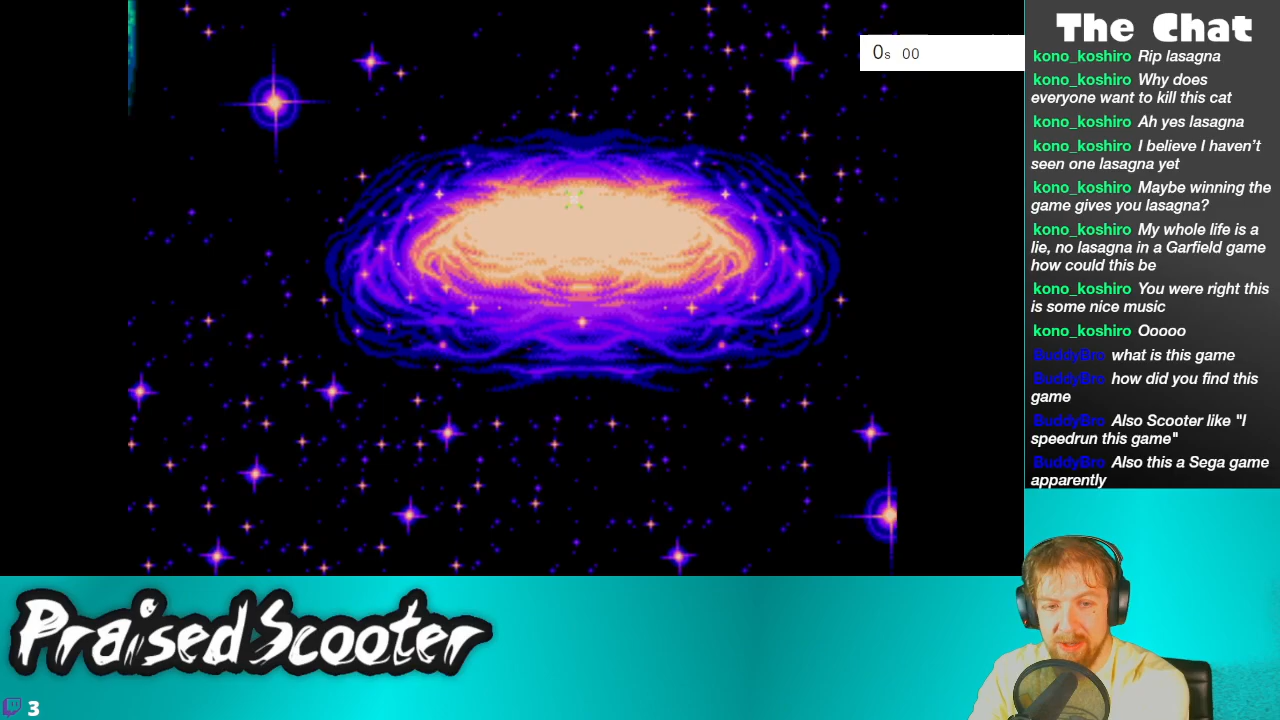 0s 00
The Chat
kono_koshiro Rip lasagna
kono_koshiro Why does
everyone want to kill this cat
kono_koshiro Ah yes lasagna
kono_koshiro I believe I haven't
seen one lasagna yet
kono_koshiro Maybe winning the
game gives you lasagna?
kono_koshiro My whole life is a
lie, no lasagna in a Garfield game
how could this be
kono_koshiro You were right this
is some nice music
kono_koshiro Ooooo
BuddyBro what is this game
BuddyBro how did you find this
game
BuddyBro Also Scooter like "I
speedrun this game"
BuddyBro Also this a Sega game
apparently
PraisedScooter
3